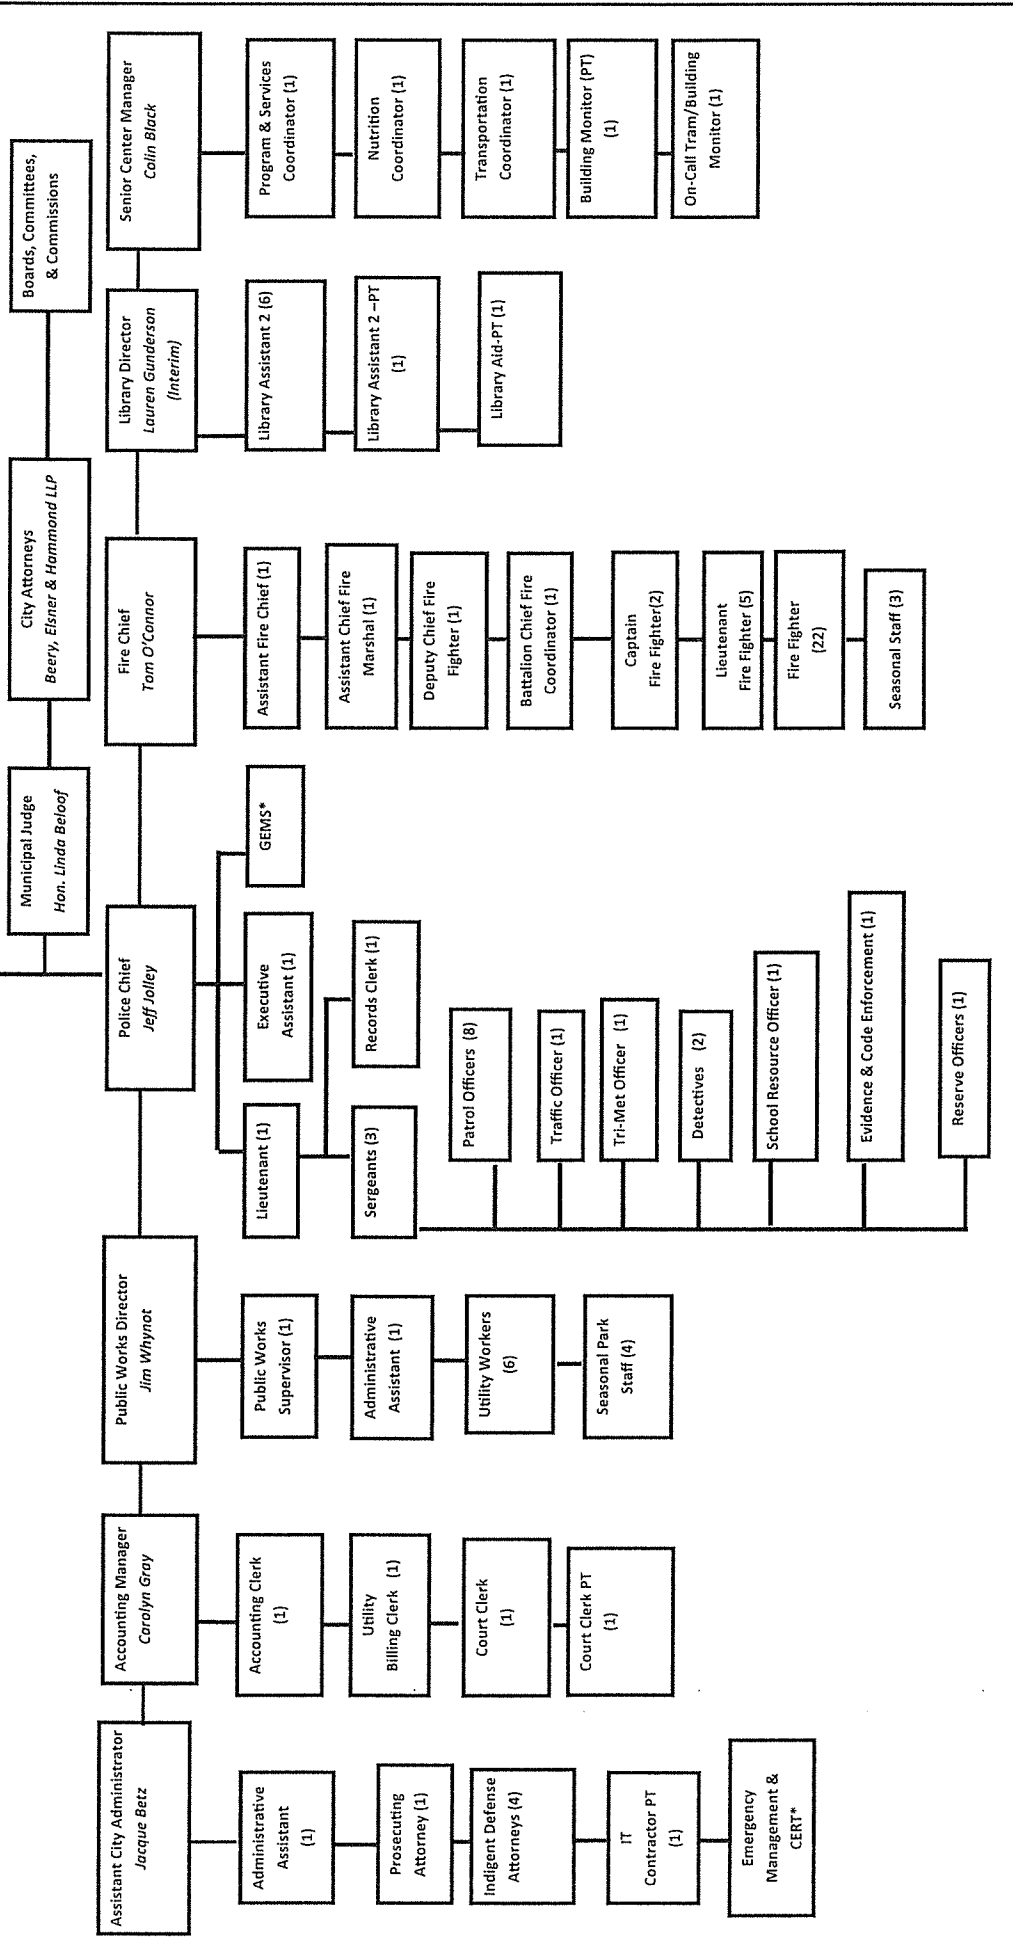 Municipal Judge
Hon. Linda Beloof
City Attorneys
Beery, Elsner & Hammond LLP
Boards, Committees,
& Commissions
Assistant City Administrator
Jacque Betz
Administrative
Assistant
(1)
Prosecuting
Attorney (1)
Indigent Defense
Attorneys (4)
IT
Contractor PT
(1)
Emergency
Management &
CERT*
Accounting Manager
Carolyn Gray
Accounting Clerk
(1)
Utility
Billing Clerk (1)
Court Clerk
(1)
Court Clerk PT
(1)
Public Works Director
Jim Whynot
Public Works
Supervisor (1)
Administrative
Assistant (1)
Utility Workers
(6)
Seasonal Park
Staff (4)
Police Chief
Jeff Jolley
Lieutenant (1)
Executive
Assistant (1)
GEMS*
Sergeants (3)
Records Clerk (1)
Patrol Officers (8)
Traffic Officer (1)
Tri-Met Officer (1)
Detectives (2)
School Resource Officer (1)
Evidence & Code Enforcement (1)
Reserve Officers (1)
Fire Chief
Tom O'Connor
Assistant Fire Chief (1)
Assistant Chief Fire
Marshal (1)
Deputy Chief Fire
Fighter (1)
Battalion Chief Fire
Coordinator (1)
Captain
Fire Fighter(2)
Lieutenant
Fire Fighter (5)
Fire Fighter
(22)
Seasonal Staff (3)
Library Director
Lauren Gunderson
(Interim)
Library Assistant 2 (6)
Library Assistant 2 –PT
(1)
Library Aid-PT (1)
Senior Center Manager
Colin Black
Program & Services
Coordinator (1)
Nutrition
Coordinator (1)
Transportation
Coordinator (1)
Building Monitor (PT)
(1)
On-Call Tram/Building
Monitor (1)